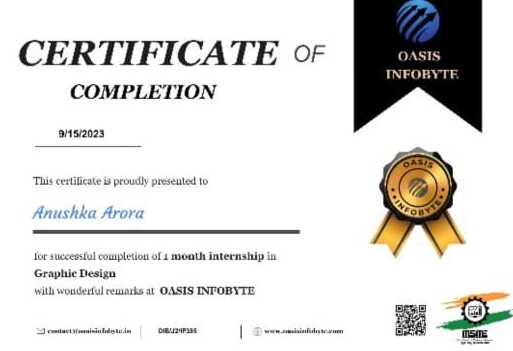 CERTIFICATE OF
COMPLETION
OASIS
INFOBYTE
9/15/2023
This certificate is proudly presented to
Anushka Arora
OASIS
INFOBYTE
for successful completion of 1 month internship in
Graphic Design
with wonderful remarks at OASIS INFOBYTE
contact@oasisinfobyte.in
www.oasisinfobyte.com
MSME